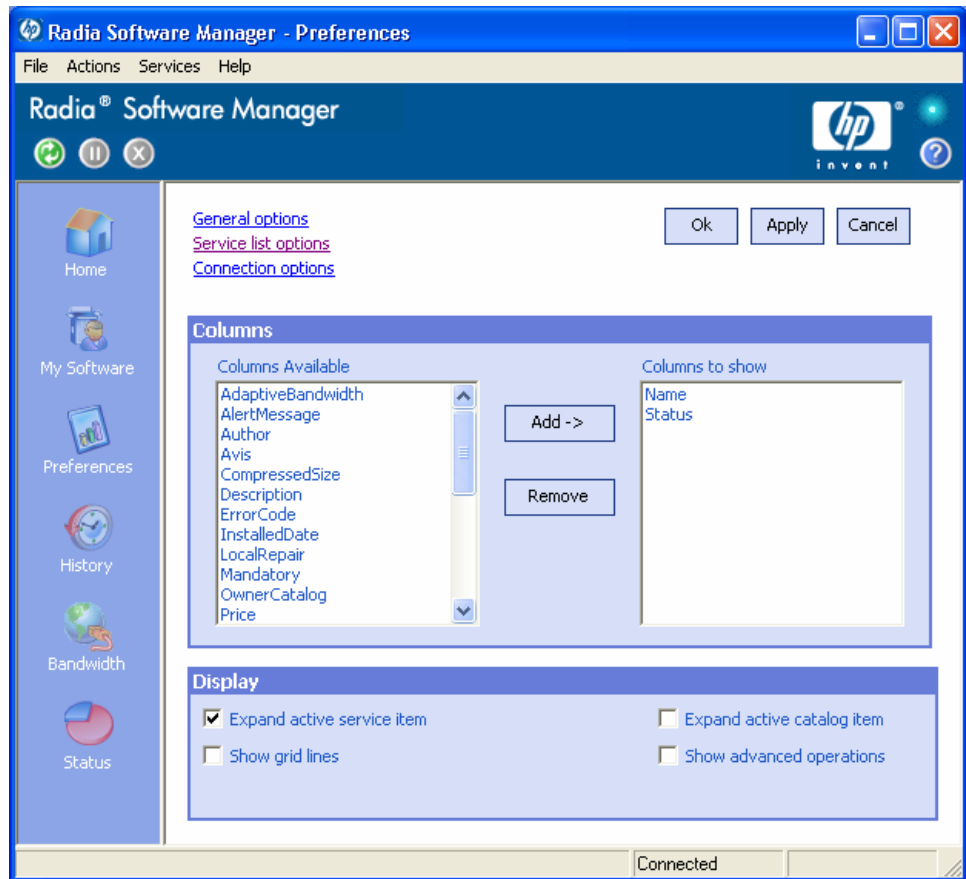 Radia Software Manager - Preferences
File Actions Services Help
Radia® Software Manager
hp ®
invent
?
General options
Service list options
Connection options
Ok Apply Cancel
Home
My Software
Preferences
History
Bandwidth
Status
Columns
Columns Available
AdaptiveBandwidth
AlertMessage
Author
Avis
CompressedSize
Description
ErrorCode
InstalledDate
LocalRepair
Mandatory
OwnerCatalog
Price
Add ->
Remove
Columns to show
Name
Status
Display
Expand active service item
Expand active catalog item
Show grid lines
Show advanced operations
Connected